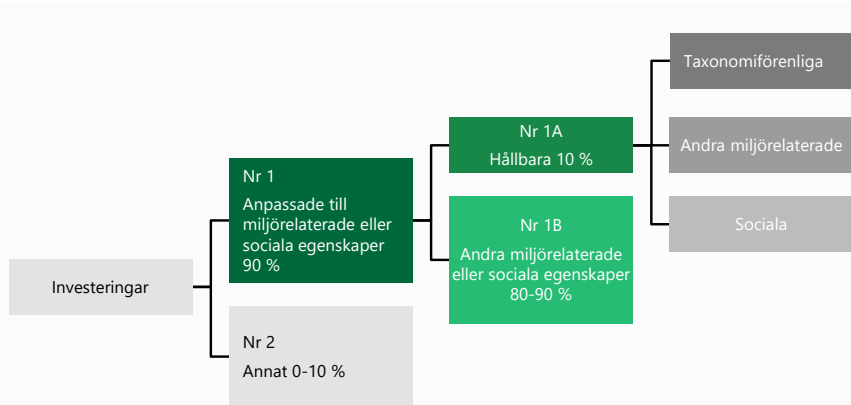 Investeringar
Nr 1
Anpassade till
miljörelaterade eller
sociala egenskaper
90 %
Nr 2
Annat 0-10 %
Nr 1A
Hållbara 10 %
Nr 1B
Andra miljörelaterade
eller sociala egenskaper
80-90 %
Taxonomiförenliga
Andra miljörelaterade
Sociala